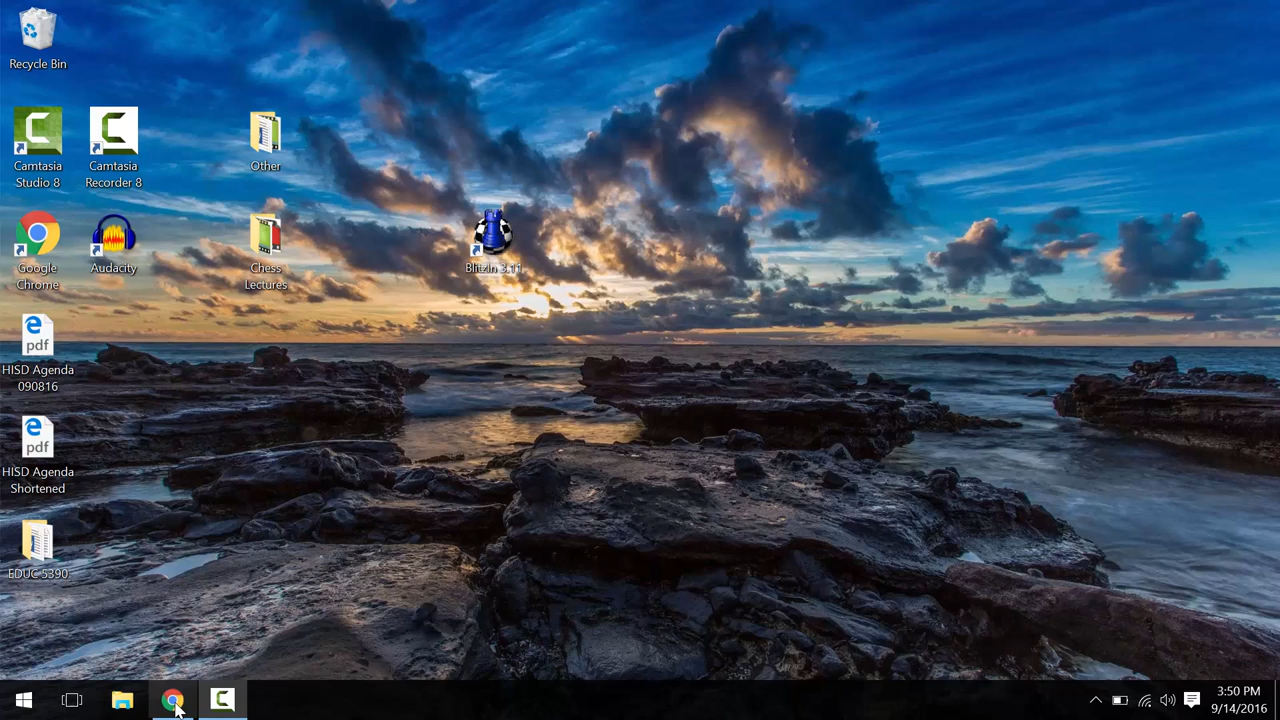 Recycle Bin
Camtasia
Studio 8
Camtasia
Recorder 8
Other
Google
Chrome
Audacity
Chess
Lectures
BlitzIn 3.11
pdf
HISD Agenda
090816
pdf
HISD Agenda
Shortened
EDUC 5390
3:50 PM
9/14/2016